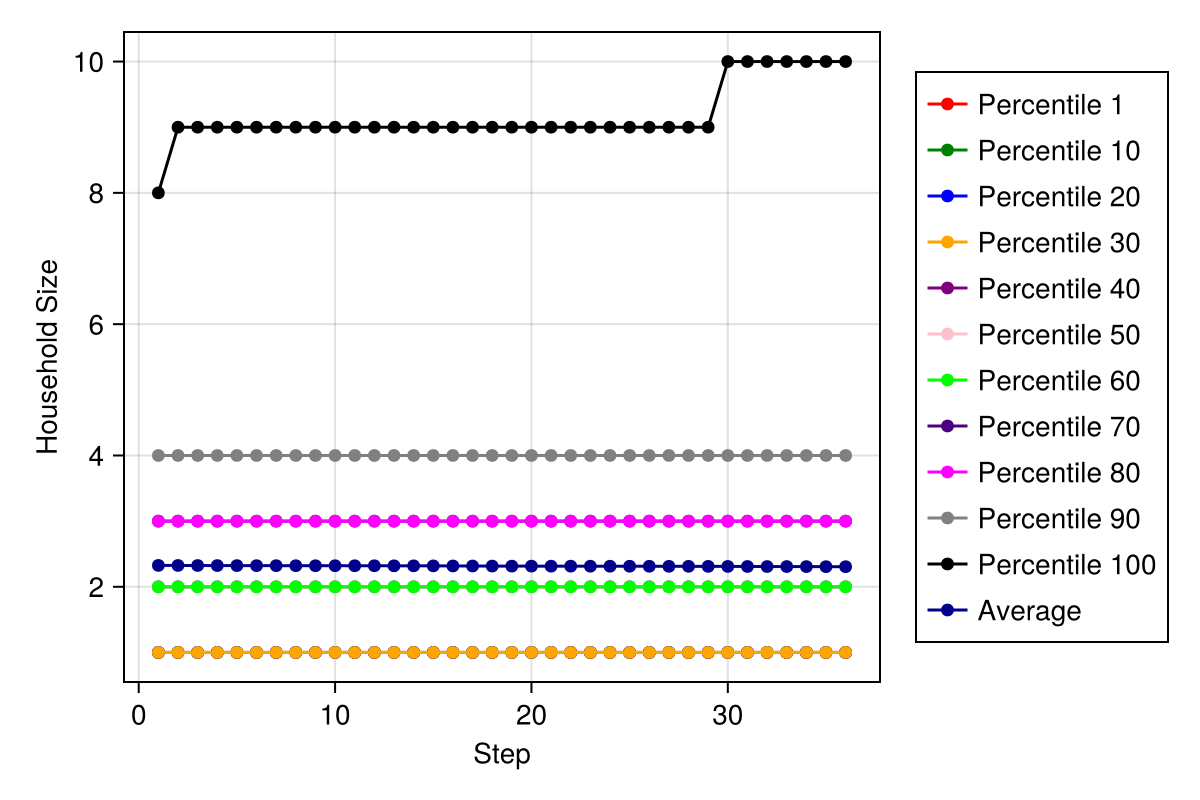 10
8
6
4
2
Household Size
0 10 20 30
Step
Percentile 1
Percentile 10
Percentile 20
Percentile 30
Percentile 40
Percentile 50
Percentile 60
Percentile 70
Percentile 80
Percentile 90
Percentile 100
Average